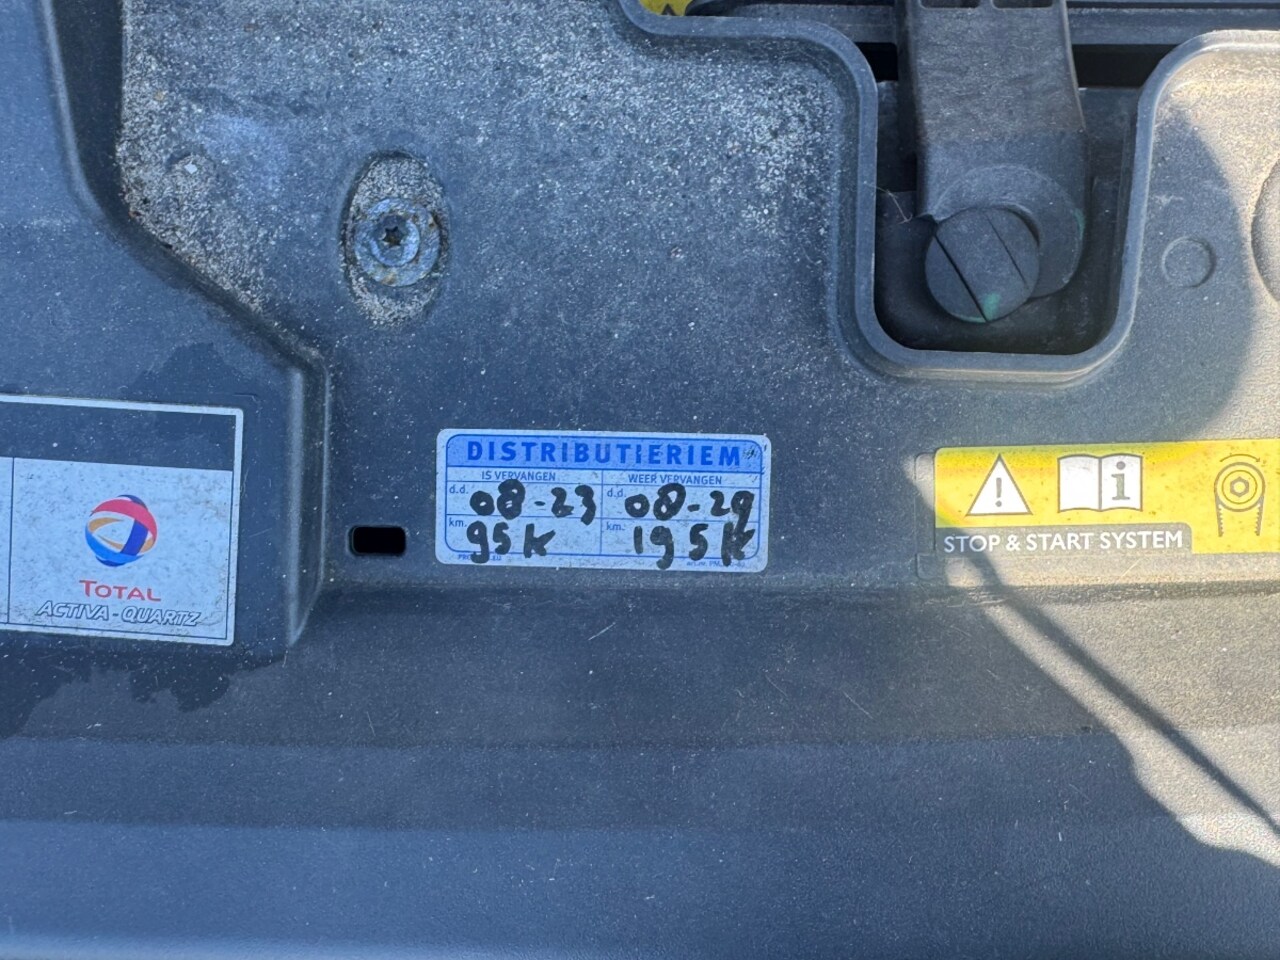 DISTRIBUTIERIEM
IS VERVANGEN
WEER VERVANGEN
d.d. 08-23
d.d. 08-29
km. 95k
km. 195k
TOTAL
ACTIVA-QUARTZ
STOP & START SYSTEM